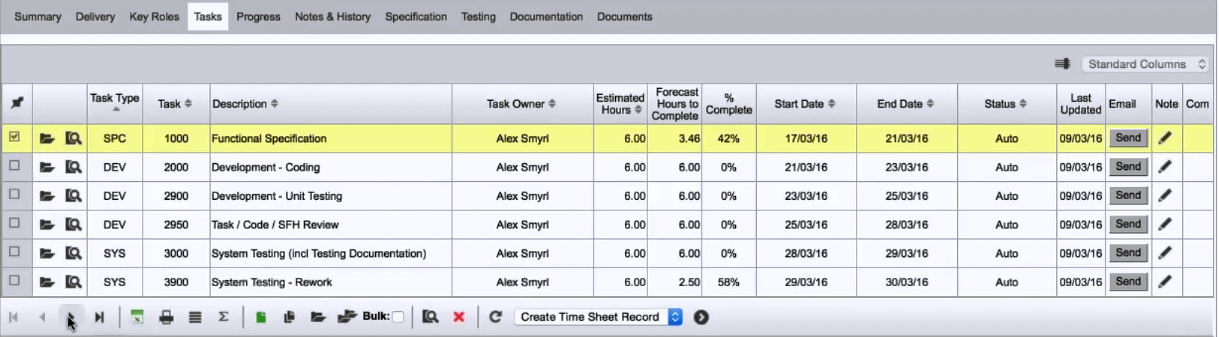 Summary Delivery Key Roles Tasks Progress Notes & History Specification Testing Documentation Documents
Standard Columns
Task Type Task Description Task Owner Estimated Hours Forecast Hours to Complete % Complete Start Date End Date Status Last Updated Email Note Com
SPC 1000 Functional Specification Alex Smyrl 6.00 3.46 42% 17/03/16 21/03/16 Auto 09/03/16 Send
DEV 2000 Development - Coding Alex Smyrl 6.00 6.00 0% 21/03/16 23/03/16 Auto 09/03/16 Send
DEV 2900 Development - Unit Testing Alex Smyrl 6.00 6.00 0% 23/03/16 25/03/16 Auto 09/03/16 Send
DEV 2950 Task / Code / SFH Review Alex Smyrl 6.00 6.00 0% 25/03/16 28/03/16 Auto 09/03/16 Send
SYS 3000 System Testing (incl Testing Documentation) Alex Smyrl 6.00 6.00 0% 28/03/16 29/03/16 Auto 09/03/16 Send
SYS 3900 System Testing - Rework Alex Smyrl 6.00 2.50 58% 29/03/16 30/03/16 Auto 09/03/16 Send
Σ Bulk: Create Time Sheet Record